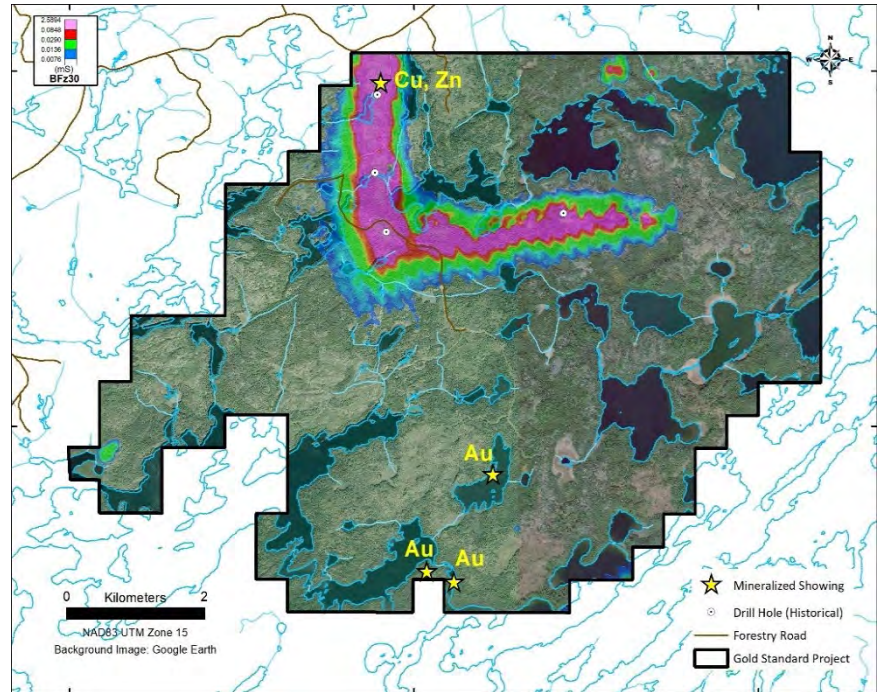 2.5894
0.0848
0.0290
0.0136
0.0076
(mS)
BFz30
N
W E
S
Cu, Zn
Au
Au
Au
0 Kilometers 2
NAD83 UTM Zone 15
Background Image: Google Earth
Mineralized Showing
Drill Hole (Historical)
Forestry Road
Gold Standard Project